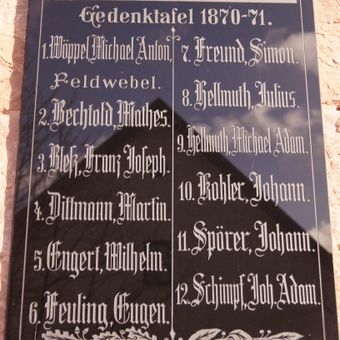 Gedenktafel 1870-71.
1. Wöppel, Michael Anton,
Feldwebel.
2. Bechtold, Mathes.
3. Bleß, Franz Joseph.
4. Dittmann, Martin.
5. Engert, Wilhelm.
6. Feuling, Eugen.
7. Freund, Simon.
8. Hellmuth, Julius.
9. Hellmuth, Michael Adam.
10. Kohler, Johann.
11. Spörer, Johann.
12. Schimpf, Joh. Adam.